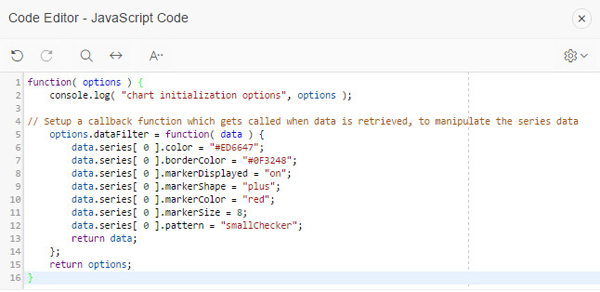 Code Editor - JavaScript Code
A··
1 function( options ) {
2 console.log( "chart initialization options", options );
3
4 // Setup a callback function which gets called when data is retrieved, to manipulate the series data
5 options.dataFilter = function( data ) {
6 data.series[ 0 ].color = "#ED6647";
7 data.series[ 0 ].borderColor = "#0F3248";
8 data.series[ 0 ].markerDisplayed = "on";
9 data.series[ 0 ].markerShape = "plus";
10 data.series[ 0 ].markerColor = "red";
11 data.series[ 0 ].markerSize = 8;
12 data.series[ 0 ].pattern = "smallChecker";
13 return data;
14 };
15 return options;
16 }